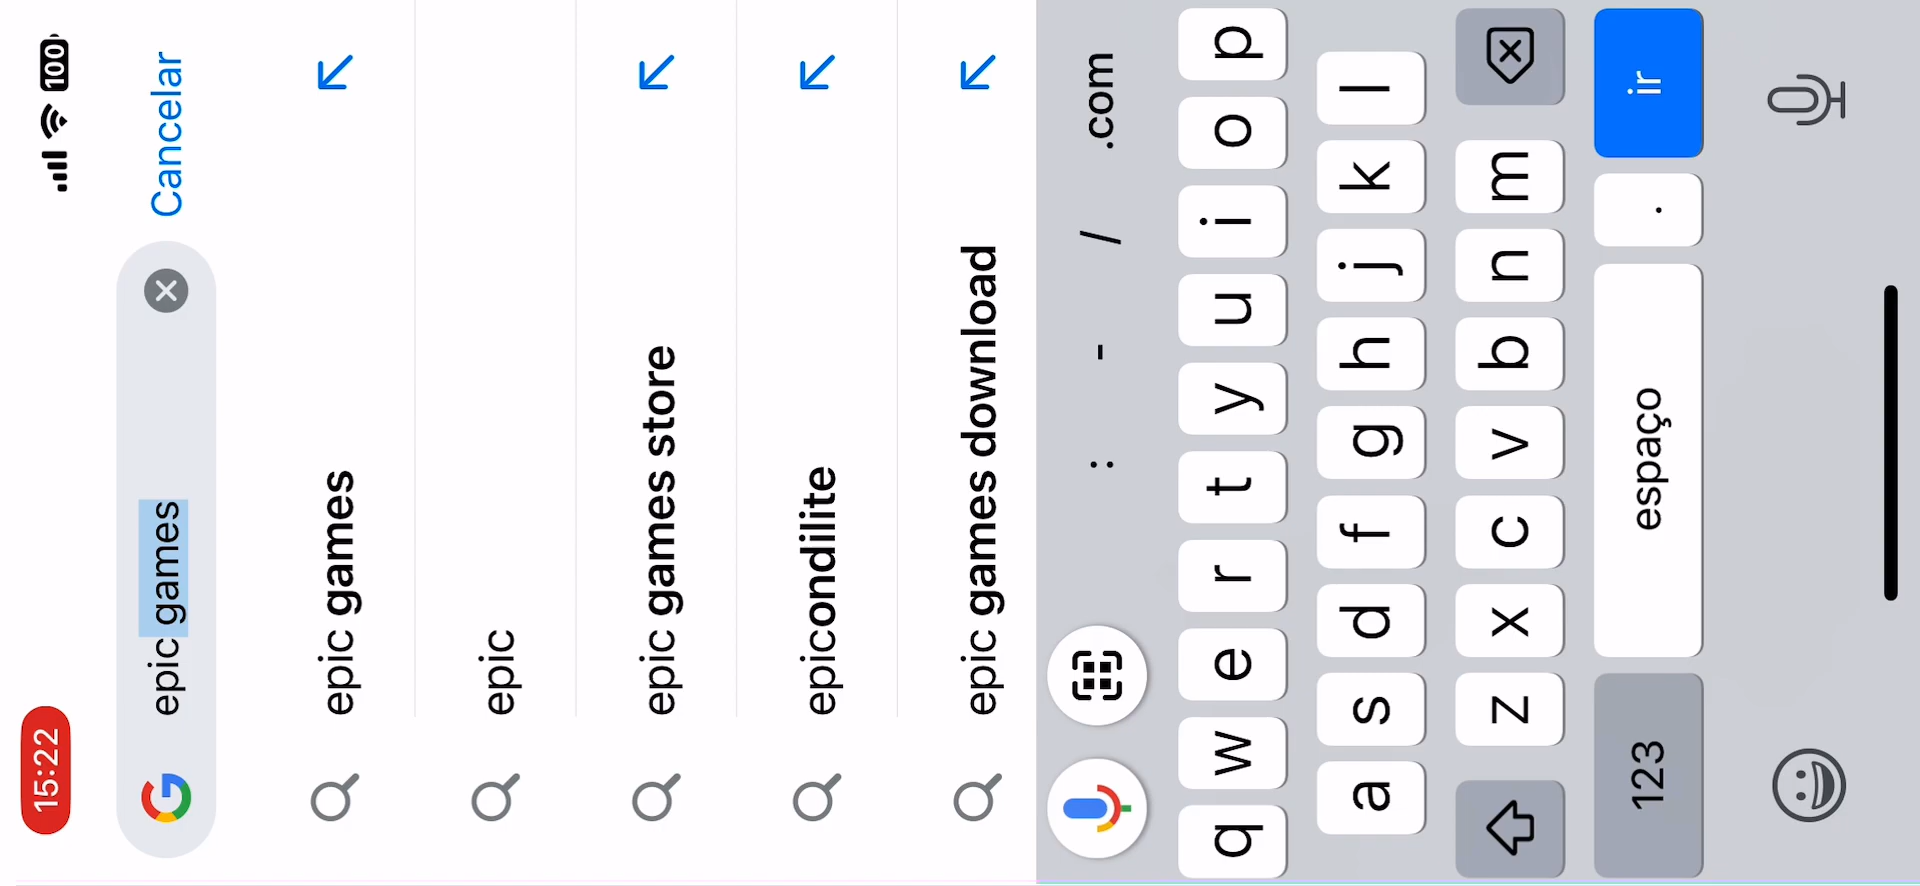 15:22
100
epic games
Cancelar
epic games
epic
epic games store
epicondilite
epic games download
: - / .com
q w e r t y u i o p
a s d f g h j k l
z x c v b n m
123 espaço . ir